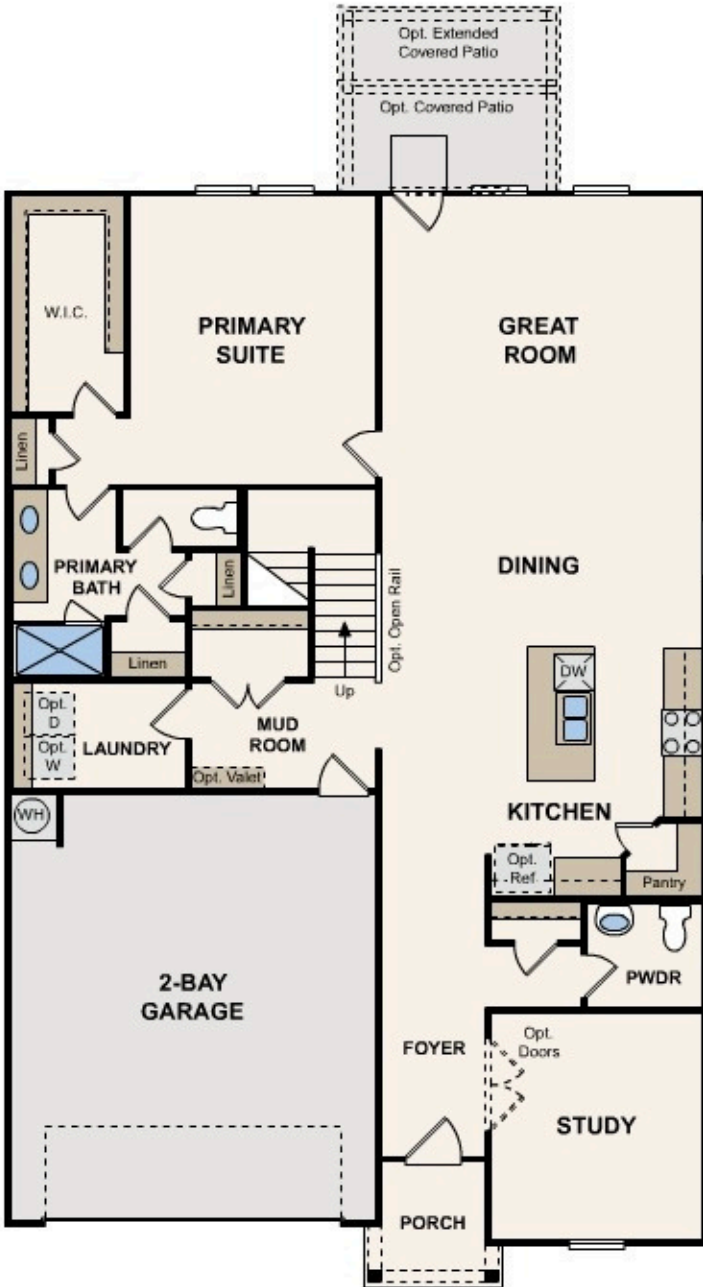 Opt. Extended
Covered Patio
Opt. Covered Patio
W.I.C.
PRIMARY
SUITE
GREAT
ROOM
Linen
PRIMARY
BATH
Linen
Linen
Opt. Open Rail
DINING
Up
DW
Opt.
D
Opt.
W
LAUNDRY
MUD
ROOM
Opt. Valet
KITCHEN
WH
Opt.
Ref
Pantry
PWDR
2-BAY
GARAGE
FOYER
Opt.
Doors
STUDY
PORCH